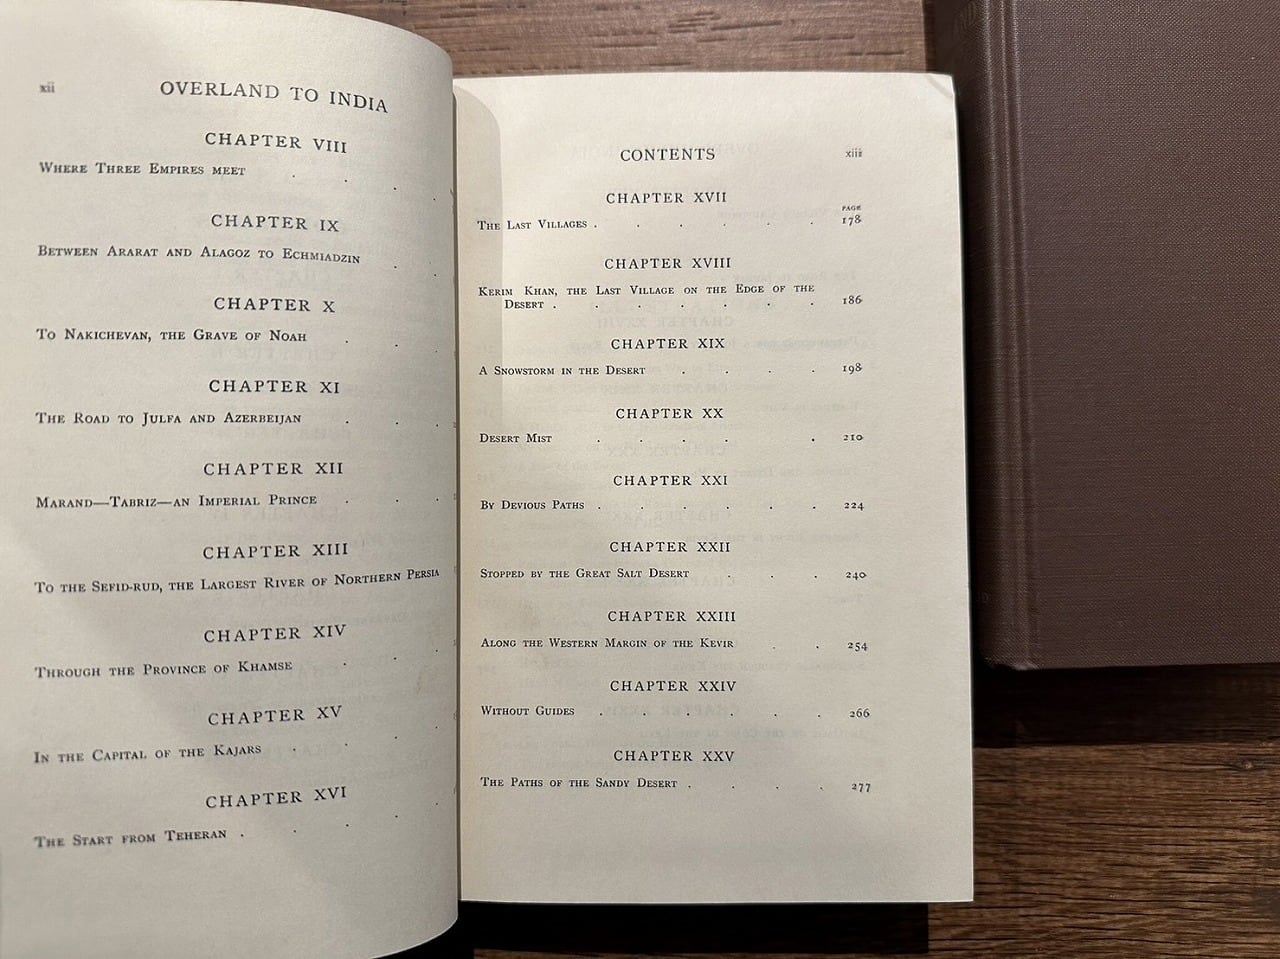 xii
OVERLAND TO INDIA
CHAPTER VIII
Where Three Empires meet . . .
CHAPTER IX
Between Ararat and Alagoz to Echmiadzin . .
CHAPTER X
To Nakichevan, the Grave of Noah . . .
CHAPTER XI
The Road to Julfa and Azerbeijan . . .
CHAPTER XII
Marand—Tabriz—an Imperial Prince . . .
CHAPTER XIII
To the Sefid-rud, the Largest River of Northern Persia
CHAPTER XIV
Through the Province of Khamse . . .
CHAPTER XV
In the Capital of the Kajars . . . .
CHAPTER XVI
The Start from Teheran . . . .
CONTENTS
xiii
CHAPTER XVII
PAGE
The Last Villages . . . . . . 178
CHAPTER XVIII
Kerim Khan, the Last Village on the Edge of the
Desert . . . . . . . 186
CHAPTER XIX
A Snowstorm in the Desert . . . . 198
CHAPTER XX
Desert Mist . . . . . 210
CHAPTER XXI
By Devious Paths . . . . . . 224
CHAPTER XXII
Stopped by the Great Salt Desert . . . 240
CHAPTER XXIII
Along the Western Margin of the Kevir . . 254
CHAPTER XXIV
Without Guides . . . . . . 266
CHAPTER XXV
The Paths of the Sandy Desert . . . . 277